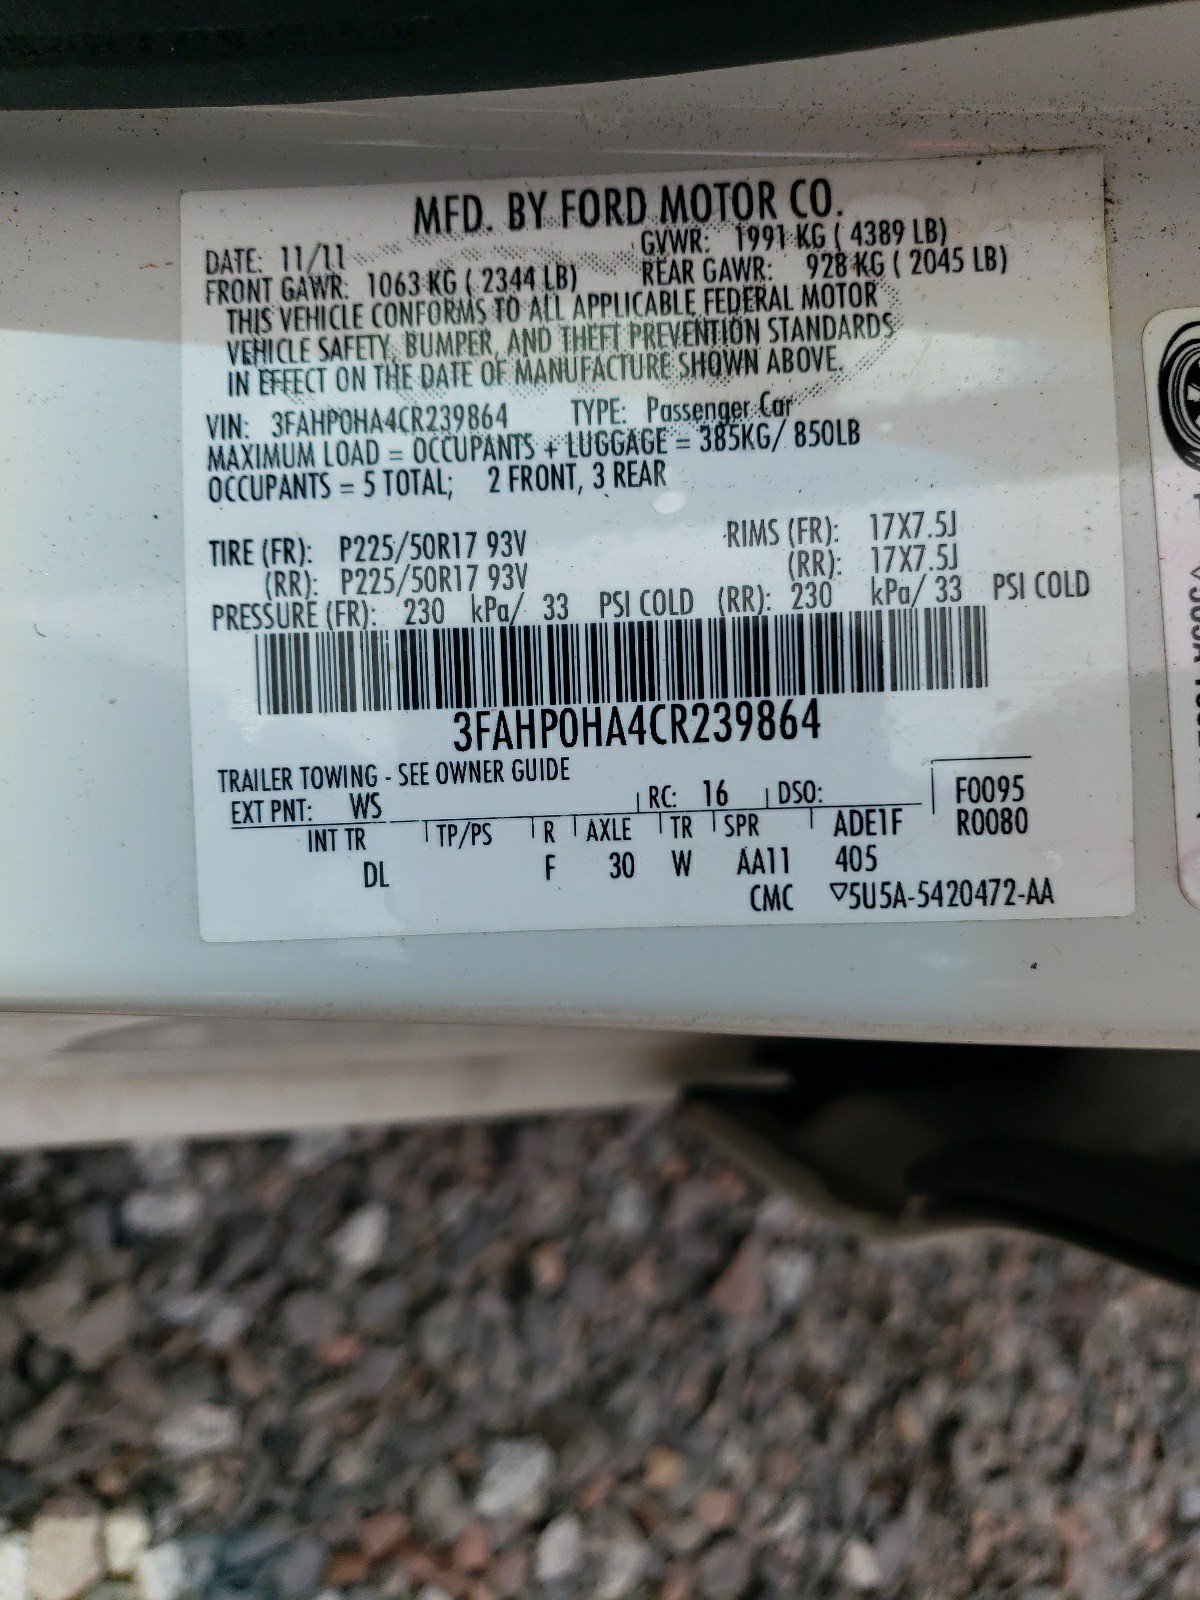 MFD. BY FORD MOTOR CO.
DATE: 11/11 GVWR: 1991 KG ( 4389 LB)
FRONT GAWR: 1063 KG ( 2344 LB) REAR GAWR: 928 KG ( 2045 LB)
THIS VEHICLE CONFORMS TO ALL APPLICABLE FEDERAL MOTOR
VEHICLE SAFETY, BUMPER, AND THEFT PREVENTION STANDARDS
IN EFFECT ON THE DATE OF MANUFACTURE SHOWN ABOVE.
VIN: 3FAHP0HA4CR239864 TYPE: Passenger Car
MAXIMUM LOAD = OCCUPANTS + LUGGAGE = 385KG/ 850LB
OCCUPANTS = 5 TOTAL; 2 FRONT, 3 REAR
TIRE (FR): P225/50R17 93V RIMS (FR): 17X7.5J
(RR): P225/50R17 93V (RR): 17X7.5J
PRESSURE (FR): 230 kPa/ 33 PSI COLD (RR): 230 kPa/ 33 PSI COLD
3FAHP0HA4CR239864
TRAILER TOWING - SEE OWNER GUIDE
EXT PNT: WS RC: 16 DSO: F0095
INT TR TP/PS R AXLE TR SPR ADE1F R0080
DL F 30 W AA11 405
CMC ▽5U5A-5420472-AA